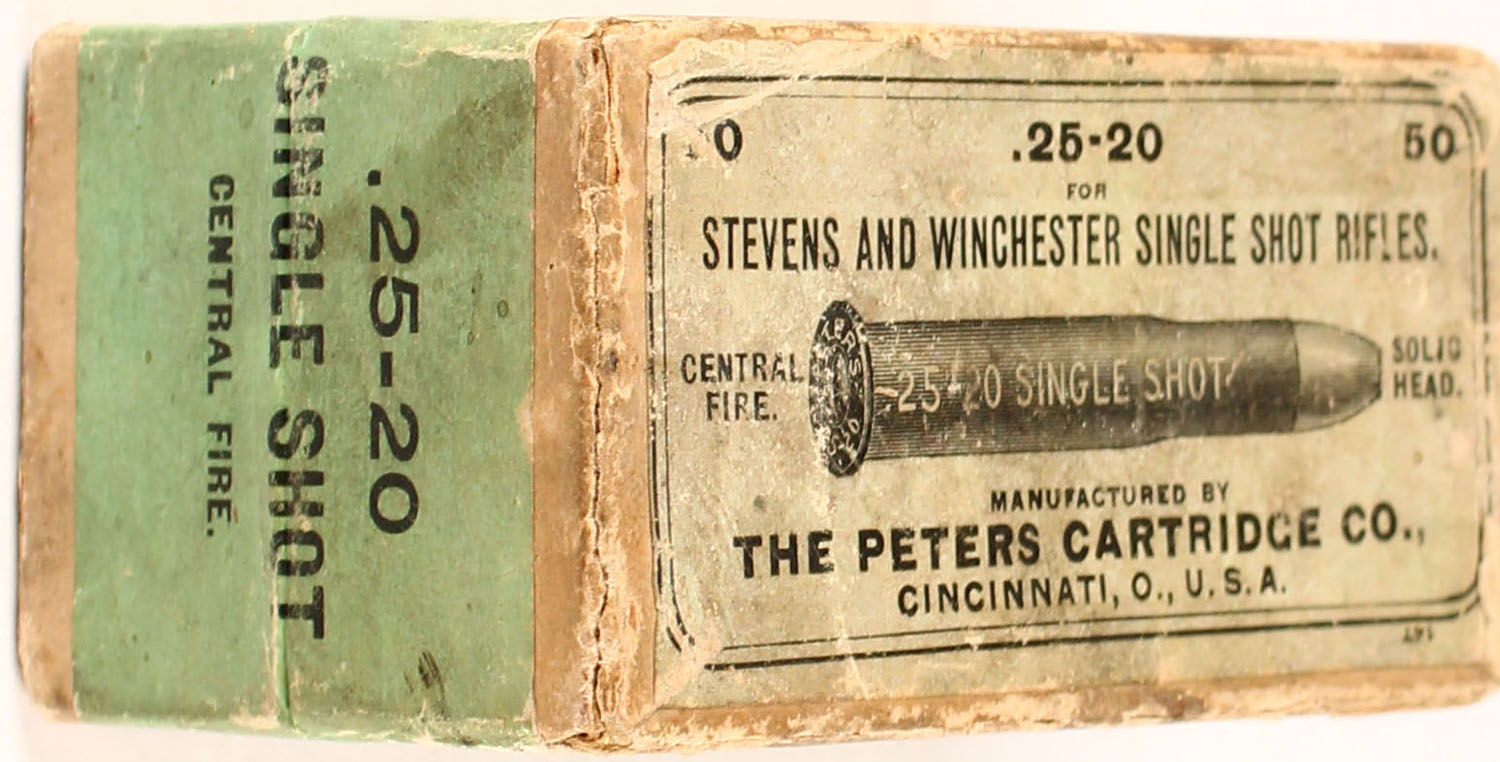 .25-20
SINGLE SHOT
CENTRAL FIRE.
0 .25-20 50
FOR
STEVENS AND WINCHESTER SINGLE SHOT RIFLES.
CENTRAL
FIRE.
.25-20 SINGLE SHOT
SOLID
HEAD.
MANUFACTURED BY
THE PETERS CARTRIDGE CO.,
CINCINNATI, O., U.S.A.